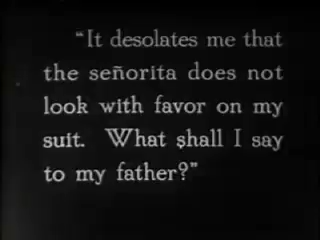 "It desolates me that
the señorita does not
look with favor on my
suit. What shall I say
to my father?"